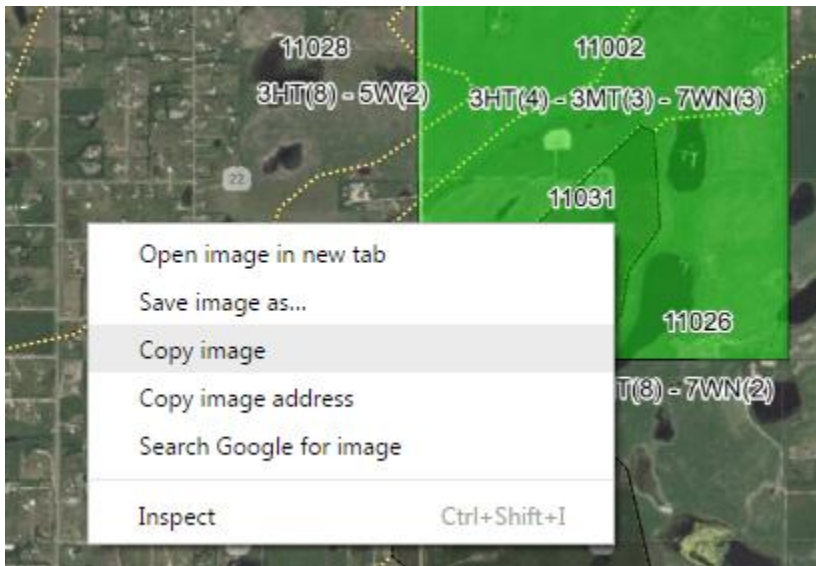 11028
11002
3HT(8) - 5W(2)
3HT(4) - 3MT(3) - 7WN(3)
22
11031
Open image in new tab
Save image as...
11026
Copy image
T(8) - 7WN(2)
Copy image address
Search Google for image
Inspect Ctrl+Shift+I